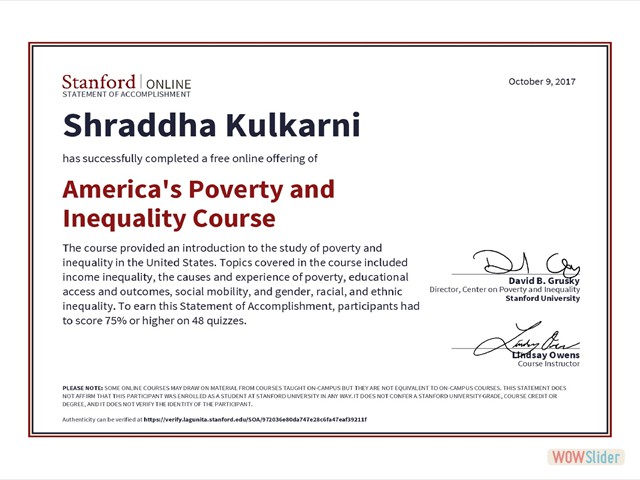 Stanford | ONLINE
STATEMENT OF ACCOMPLISHMENT
October 9, 2017
Shraddha Kulkarni
has successfully completed a free online offering of
America's Poverty and
Inequality Course
The course provided an introduction to the study of poverty and
inequality in the United States. Topics covered in the course included
income inequality, the causes and experience of poverty, educational
access and outcomes, social mobility, and gender, racial, and ethnic
inequality. To earn this Statement of Accomplishment, participants had
to score 75% or higher on 48 quizzes.
David B. Grusky
Director, Center on Poverty and Inequality
Stanford University
Lindsay Owens
Course Instructor
PLEASE NOTE: SOME ONLINE COURSES MAY DRAW ON MATERIAL FROM COURSES TAUGHT ON-CAMPUS BUT THEY ARE NOT EQUIVALENT TO ON-CAMPUS COURSES. THIS STATEMENT DOES
NOT AFFIRM THAT THIS PARTICIPANT WAS ENROLLED AS A STUDENT AT STANFORD UNIVERSITY IN ANY WAY. IT DOES NOT CONFER A STANFORD UNIVERSITY GRADE, COURSE CREDIT OR
DEGREE, AND IT DOES NOT VERIFY THE IDENTITY OF THE PARTICIPANT.
Authenticity can be verified at https://verify.lagunita.stanford.edu/SOA/972036e80da747e28c6fa47eaf39211f
WOWSlider